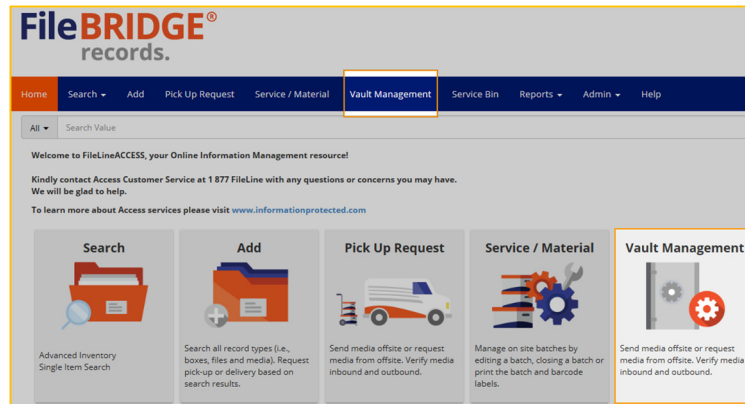 FileBRIDGE®
records.
Home Search Add Pick Up Request Service / Material Vault Management Service Bin Reports Admin Help
All Search Value
Welcome to FileLineACCESS, your Online Information Management resource!
Kindly contact Access Customer Service at 1 877 FileLine with any questions or concerns you may have.
We will be glad to help.
To learn more about Access services please visit www.informationprotected.com
Search
Advanced Inventory
Single Item Search
Add
Search all record types (i.e.,
boxes, files and media). Request
pick-up or delivery based on
search results.
Pick Up Request
Send media offsite or request
media from offsite. Verify media
inbound and outbound.
Service / Material
Manage on site batches by
editing a batch, closing a batch or
print the batch and barcode
labels.
Vault Management
Send media offsite or request
media from offsite. Verify media
inbound and outbound.